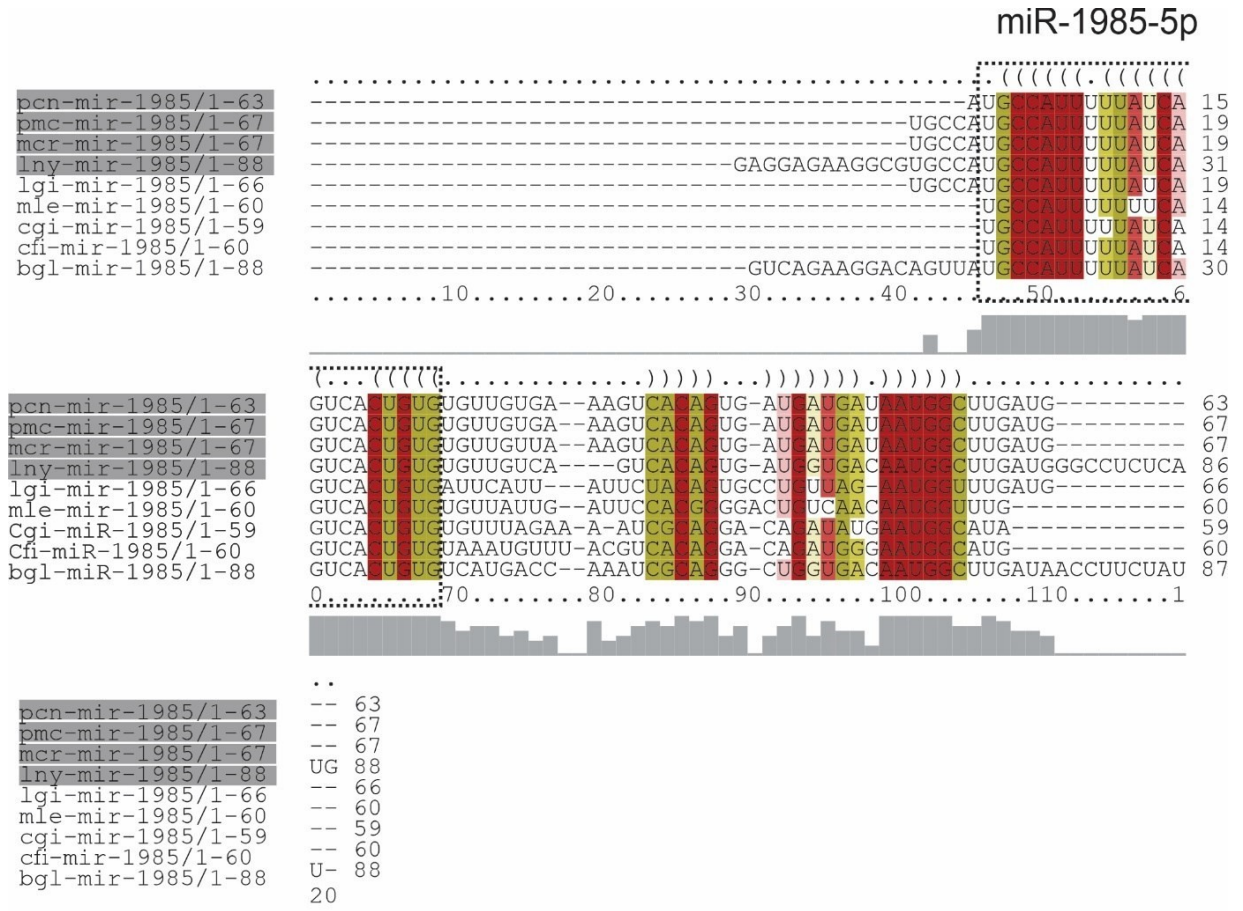 miR-1985-5p
...............................................((((((.((((((
pcn-mir-1985/1-63 ---------------------------------------------AUGCCAUUUUUAUCA 15
pmc-mir-1985/1-67 -----------------------------------------UGCCAUGCCAUUUUUAUCA 19
mcr-mir-1985/1-67 -----------------------------------------UGCCAUGCCAUUUUUAUCA 19
lny-mir-1985/1-88 -----------------------------GAGGAGAAGGCGUGCCAUGCCAUUUUUAUCA 31
lgi-mir-1985/1-66 -----------------------------------------UGCCAUGCCAUUUUUAUCA 19
mle-mir-1985/1-60 ----------------------------------------------UGCCAUUUUUUUCA 14
cgi-mir-1985/1-59 ----------------------------------------------UGCCAUUUUUAUCA 14
cfi-mir-1985/1-60 ----------------------------------------------UGCCAUUUUUAUCA 14
bgl-mir-1985/1-88 ------------------------------GUCAGAAGGACAGUUAUGCCAUUUUUAUCA 30
.........10........20........30........40........50........6
(...(((((..............)))))...))))))).))))))...............
pcn-mir-1985/1-63 GUCACUGUGUGUUGUGA--AAGUCACAGUG-AUGAUGAUAAUGGCUUGAUG--------- 63
pmc-mir-1985/1-67 GUCACUGUGUGUUGUGA--AAGUCACAGUG-AUGAUGAUAAUGGCUUGAUG--------- 67
mcr-mir-1985/1-67 GUCACUGUGUGUUGUUA--AAGUCACAGUG-AUGAUGAUAAUGGCUUGAUG--------- 67
lny-mir-1985/1-88 GUCACUGUGUGUUGUCA----GUCACAGUG-AUGGUGACAAUGGCUUGAUGGGCCUCUCA 86
lgi-mir-1985/1-66 GUCACUGUGAUUCAUU--AUUCUACAGUGCCUGUUAGAAUGGUUUGAUG--------- 66
mle-mir-1985/1-60 GUCACUGUGUGUUAUUG--AUUCCACGGGGACUGUCAACAAUGGUUUG------------ 60
Cgi-miR-1985/1-59 GUCACUGUGUGUUUAGAA-A-AUCGCAGGA-CAGAUUUGAAUGGCAUA------------ 59
Cfi-miR-1985/1-60 GUCACUGUGUAAAUGUUU-ACGUCACAGGA-CAGAUGGGAAUGGCAUG------------ 60
bgl-miR-1985/1-88 GUCACUGUGUCAUGACC--AAAUCGCAGGG-CUGGUGACAAUGGCUUGAUAACCUUCUAU 87
0........70........80........90........100.......110.......1
..
pcn-mir-1985/1-63 -- 63
pmc-mir-1985/1-67 -- 67
mcr-mir-1985/1-67 -- 67
lny-mir-1985/1-88 UG 88
lgi-mir-1985/1-66 -- 66
mle-mir-1985/1-60 -- 60
cgi-mir-1985/1-59 -- 59
cfi-mir-1985/1-60 -- 60
bgl-mir-1985/1-88 U- 88
20